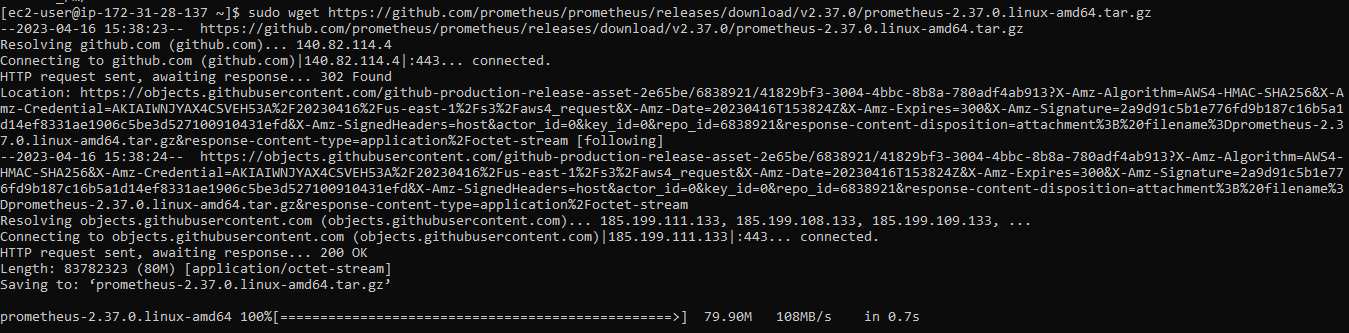 [ec2-user@ip-172-31-28-137 ~]$ sudo wget https://github.com/prometheus/prometheus/releases/download/v2.37.0/prometheus-2.37.0.linux-amd64.tar.gz
--2023-04-16 15:38:23--  https://github.com/prometheus/prometheus/releases/download/v2.37.0/prometheus-2.37.0.linux-amd64.tar.gz
Resolving github.com (github.com)... 140.82.114.4
Connecting to github.com (github.com)|140.82.114.4|:443... connected.
HTTP request sent, awaiting response... 302 Found
Location: https://objects.githubusercontent.com/github-production-release-asset-2e65be/6838921/41829bf3-3004-4bbc-8b8a-780adf4ab913?X-Amz-Algorithm=AWS4-HMAC-SHA256&X-A
mz-Credential=AKIAIWNJYAX4CSVEH53A%2F20230416%2Fus-east-1%2Fs3%2Faws4_request&X-Amz-Date=20230416T153824Z&X-Amz-Expires=300&X-Amz-Signature=2a9d91c5b1e776fd9b187c16b5a1
d14ef8331ae1906c5be3d527100910431efd&X-Amz-SignedHeaders=host&actor_id=0&key_id=0&repo_id=6838921&response-content-disposition=attachment%3B%20filename%3Dprometheus-2.3
7.0.linux-amd64.tar.gz&response-content-type=application%2Foctet-stream [following]
--2023-04-16 15:38:24--  https://objects.githubusercontent.com/github-production-release-asset-2e65be/6838921/41829bf3-3004-4bbc-8b8a-780adf4ab913?X-Amz-Algorithm=AWS4-
HMAC-SHA256&X-Amz-Credential=AKIAIWNJYAX4CSVEH53A%2F20230416%2Fus-east-1%2Fs3%2Faws4_request&X-Amz-Date=20230416T153824Z&X-Amz-Expires=300&X-Amz-Signature=2a9d91c5b1e77
6fd9b187c16b5a1d14ef8331ae1906c5be3d527100910431efd&X-Amz-SignedHeaders=host&actor_id=0&key_id=0&repo_id=6838921&response-content-disposition=attachment%3B%20filename%3
Dprometheus-2.37.0.linux-amd64.tar.gz&response-content-type=application%2Foctet-stream
Resolving objects.githubusercontent.com (objects.githubusercontent.com)... 185.199.111.133, 185.199.108.133, 185.199.109.133, ...
Connecting to objects.githubusercontent.com (objects.githubusercontent.com)|185.199.111.133|:443... connected.
HTTP request sent, awaiting response... 200 OK
Length: 83782323 (80M) [application/octet-stream]
Saving to: ‘prometheus-2.37.0.linux-amd64.tar.gz’
prometheus-2.37.0.linux-amd64 100%[=================================================>]  79.90M   108MB/s    in 0.7s